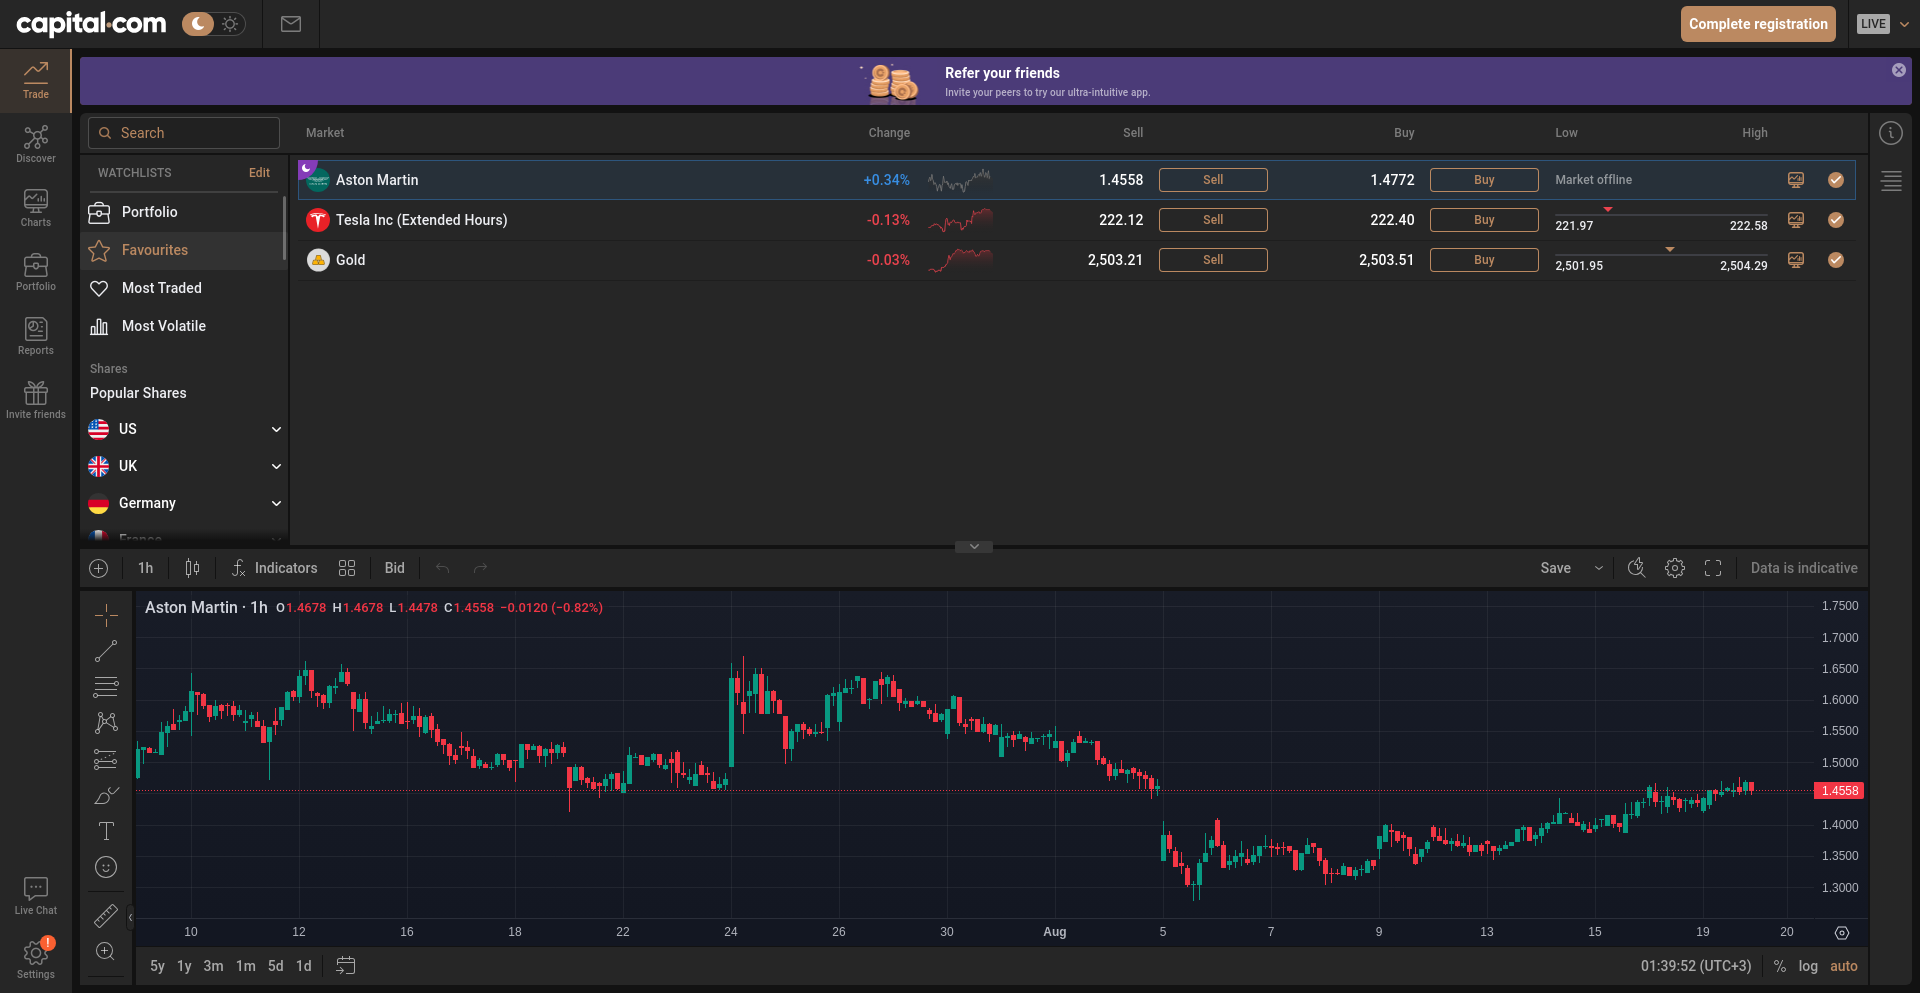 capital.com
Complete registration
LIVE
Trade
Discover
Charts
Portfolio
Reports
Invite friends
Live Chat
!
Settings
Refer your friends
Invite your peers to try our ultra-intuitive app.
Search
Market Change Sell Buy Low High
WATCHLISTS Edit
Portfolio
Favourites
Most Traded
Most Volatile
Shares
Popular Shares
US
UK
Germany
France
Aston Martin +0.34% 1.4558 Sell 1.4772 Buy Market offline
Tesla Inc (Extended Hours) -0.13% 222.12 Sell 222.40 Buy 221.97 222.58
Gold -0.03% 2,503.21 Sell 2,503.51 Buy 2,501.95 2,504.29
1h Indicators Bid Save Data is indicative
Aston Martin · 1h O1.4678 H1.4678 L1.4478 C1.4558 −0.0120 (−0.82%)
1.7500
1.7000
1.6500
1.6000
1.5500
1.5000
1.4558
1.4000
1.3500
1.3000
10 12 16 18 22 24 26 30 Aug 5 7 9 13 15 19 20
5y 1y 3m 1m 5d 1d 01:39:52 (UTC+3) % log auto